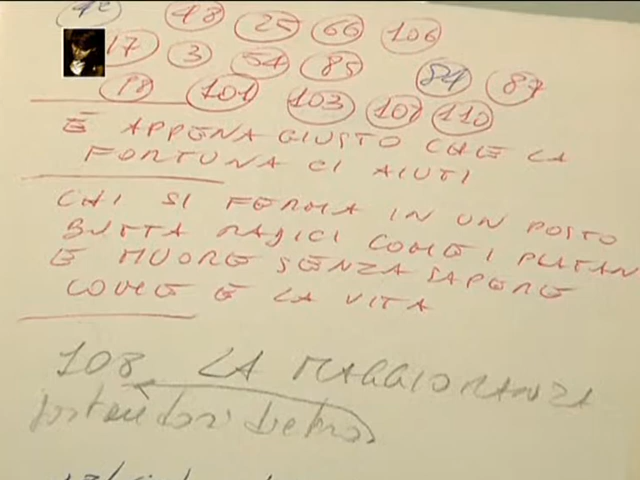 42 48 25 66 106
17 3 54 85 84 87
18 101 103 107 110
È APPENA GIUSTO CHE LA
FORTUNA CI AIUTI
CHI SI FERMA IN UN POSTO
BUTTA RADICI COME I PLATAN
E MUORE SENZA SAPERE
COME È LA VITA
108 LA MAGGIORANZA